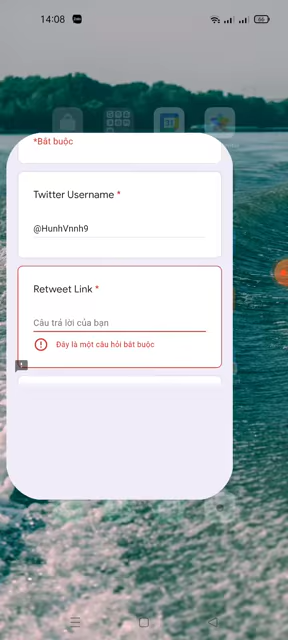 14:08
*Bắt buộc
Twitter Username *
@HunhVnnh9
Retweet Link *
Câu trả lời của bạn
Đây là một câu hỏi bắt buộc